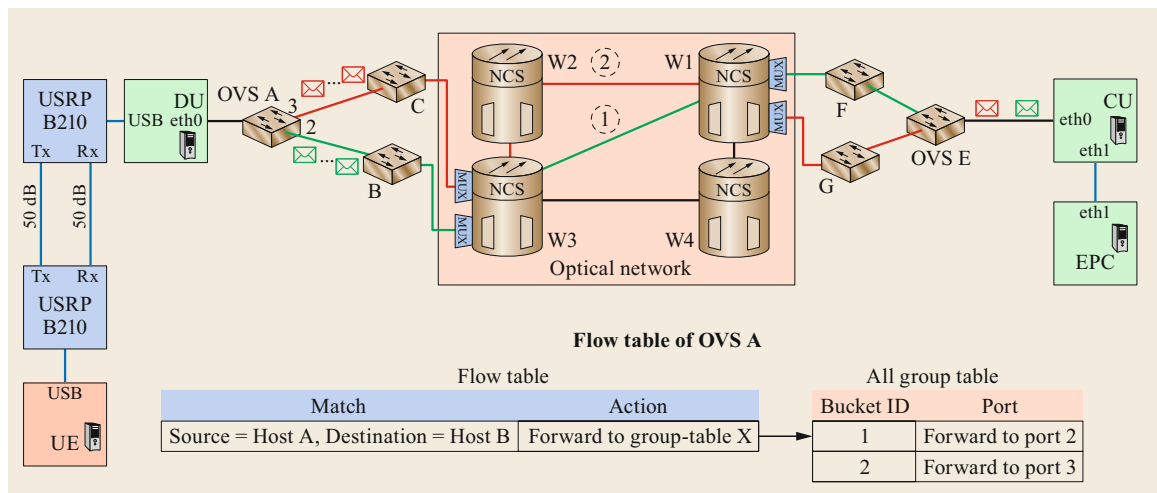 USRP
B210
Tx Rx
50 dB
50 dB
Tx Rx
USRP
B210
USB
UE
DU
USB eth0
OVS A
3
2
C
B
MUX
MUX
NCS
W2
2
1
NCS
W1
NCS
W3
NCS
W4
Optical network
MUX
MUX
F
G
OVS E
CU
eth0
eth1
eth1
EPC
Flow table of OVS A
Flow table
Match Action
Source = Host A, Destination = Host B Forward to group-table X
All group table
Bucket ID Port
1 Forward to port 2
2 Forward to port 3